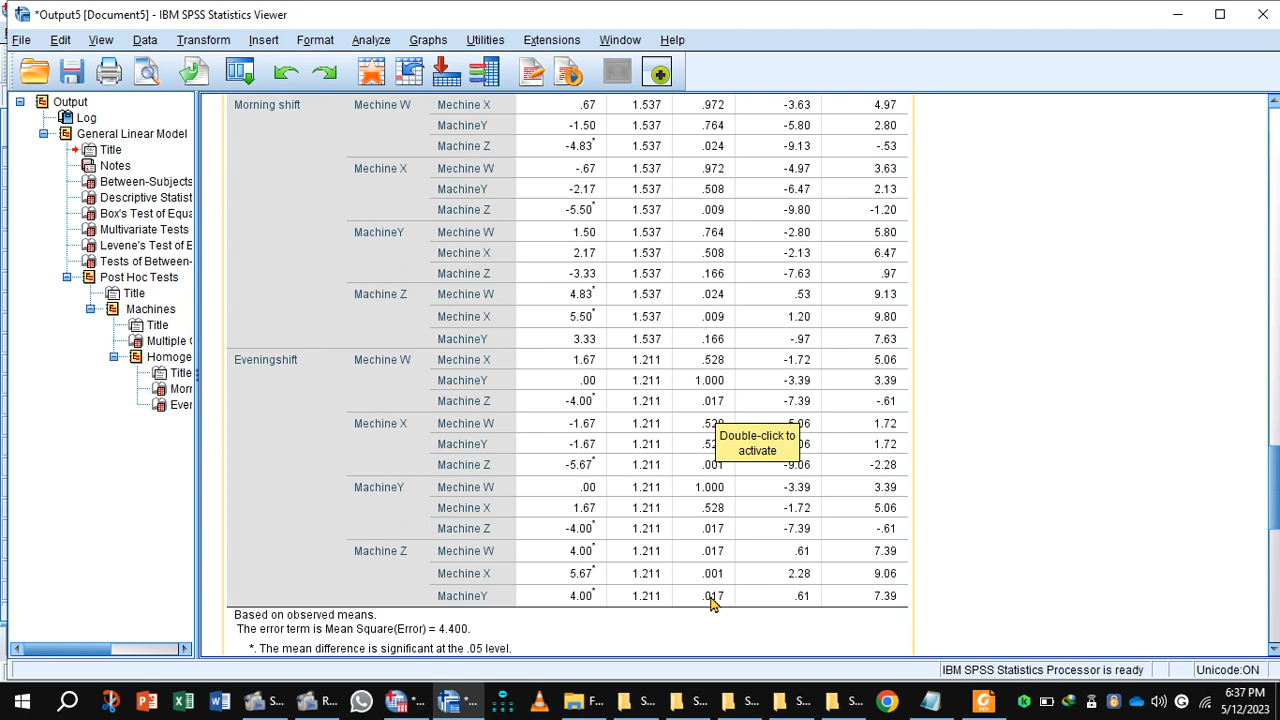 *Output5 [Document5] - IBM SPSS Statistics Viewer
File Edit View Data Transform Insert Format Analyze Graphs Utilities Extensions Window Help
Output
Log
General Linear Model
Title
Notes
Between-Subjects
Descriptive Statist
Box's Test of Equa
Multivariate Tests
Levene's Test of E
Tests of Between-
Post Hoc Tests
Title
Machines
Title
Multiple
Homoge
Title
Mor
Ever
Morning shift Mechine W Mechine X .67 1.537 .972 -3.63 4.97
MachineY -1.50 1.537 .764 -5.80 2.80
Machine Z -4.83* 1.537 .024 -9.13 -.53
Mechine X Mechine W -.67 1.537 .972 -4.97 3.63
MachineY -2.17 1.537 .508 -6.47 2.13
Machine Z -5.50* 1.537 .009 -9.80 -1.20
MachineY Mechine W 1.50 1.537 .764 -2.80 5.80
Mechine X 2.17 1.537 .508 -2.13 6.47
Machine Z -3.33 1.537 .166 -7.63 .97
Machine Z Mechine W 4.83* 1.537 .024 .53 9.13
Mechine X 5.50* 1.537 .009 1.20 9.80
MachineY 3.33 1.537 .166 -.97 7.63
Eveningshift Mechine W Mechine X 1.67 1.211 .528 -1.72 5.06
MachineY .00 1.211 1.000 -3.39 3.39
Machine Z -4.00* 1.211 .017 -7.39 -.61
Mechine X Mechine W -1.67 1.211 1.72
MachineY -1.67 1.211 1.72
Machine Z -5.67* 1.211 .001 -9.06 -2.28
MachineY Mechine W .00 1.211 1.000 -3.39 3.39
Mechine X 1.67 1.211 .528 -1.72 5.06
Machine Z -4.00* 1.211 .017 -7.39 -.61
Machine Z Mechine W 4.00* 1.211 .017 .61 7.39
Mechine X 5.67* 1.211 .001 2.28 9.06
MachineY 4.00* 1.211 .017 .61 7.39
Double-click to
activate
Based on observed means.
The error term is Mean Square(Error) = 4.400.
*. The mean difference is significant at the .05 level.
IBM SPSS Statistics Processor is ready Unicode:ON
S... R... *... *... F... S... S... S... S... S...
6:37 PM
5/12/2023